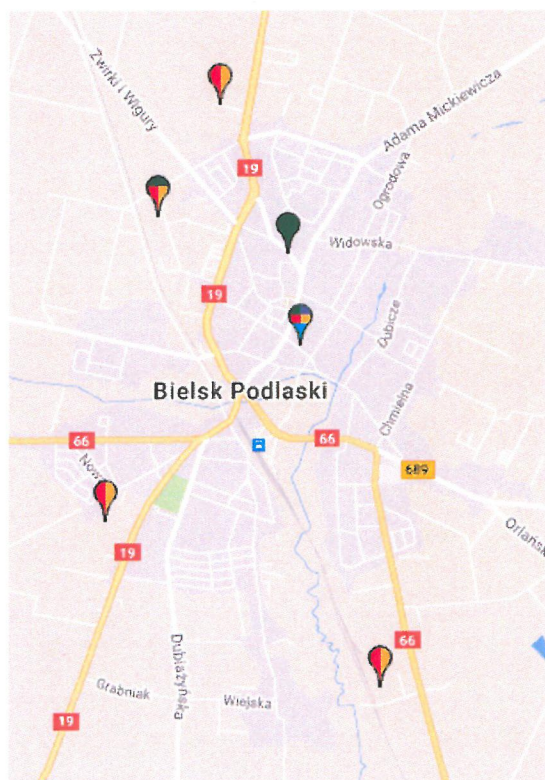 Żwirki i Wigury
Adama Mickiewicza
19
Ogrodowa
Widowska
19
Dubicze
Bielsk Podlaski
Chmielna
66
66
689
Orlańsk
19
Dubiażyńska
66
Grabniak
Wiejska
19